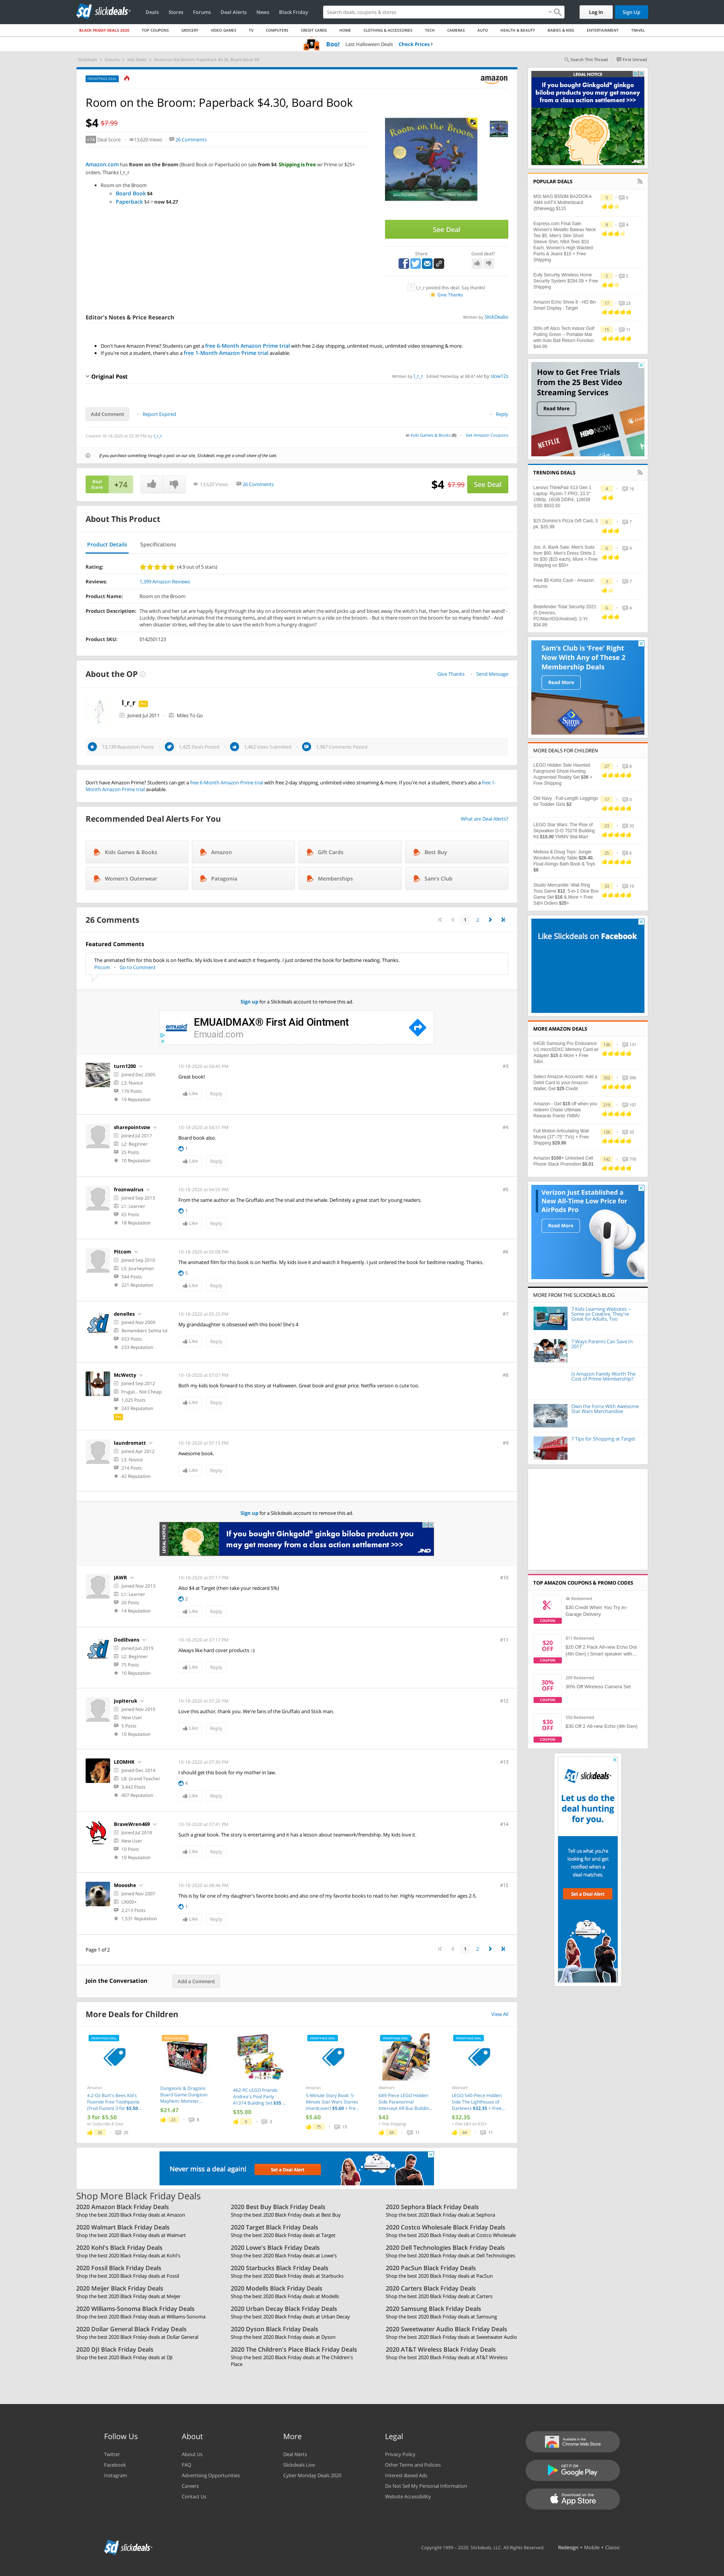 sd slickdeals
Deals Stores Forums Deal Alerts News Black Friday
Search deals, coupons & stores
Log In Sign Up
BLACK FRIDAY DEALS 2020 TOP COUPONS GROCERY VIDEO GAMES TV COMPUTERS CREDIT CARDS HOME CLOTHING & ACCESSORIES TECH CAMERAS AUTO HEALTH & BEAUTY BABIES & KIDS ENTERTAINMENT TRAVEL
Boo! Last Halloween Deals Check Prices
Slickdeals > Forums > Hot Deals > Room on the Broom: Paperback $4.30, Board Book $4
Search This Thread First Unread
FRONTPAGE DEAL
amazon
Room on the Broom: Paperback $4.30, Board Book
$4 $7.99
+74 Deal Score 13,620 Views 26 Comments
Amazon.com has Room on the Broom (Board Book or Paperback) on sale from $4. Shipping is free w/ Prime or $25+
orders. Thanks l_r_r
Room on the Broom
Board Book $4
Paperback $4 > now $4.27
Room on the Broom
See Deal
Share Good deal?
l_r_r posted this deal. Say thanks!
Give Thanks
Editor's Notes & Price Research
Written by SlickDealio
Don't have Amazon Prime? Students can get a free 6-Month Amazon Prime trial with free 2-day shipping, unlimited music, unlimited video streaming & more.
If you're not a student, there's also a free 1-Month Amazon Prime trial available.
Original Post
Written by l_r_r Edited Yesterday at 08:47 AM by slow12s
Add Comment Report Expired Reply
Created 10-18-2020 at 02:30 PM by l_r_r
in Kids Games & Books (8) Get Amazon Coupons
If you purchase something through a post on our site, Slickdeals may get a small share of the sale.
Deal Score +74 13,620 Views 26 Comments
$4 $7.99 See Deal
About This Product
Product Details Specifications
Rating: (4.9 out of 5 stars)
Reviews: 1,399 Amazon Reviews
Product Name: Room on the Broom
Product Description: The witch and her cat are happily flying through the sky on a broomstick when the wind picks up and blows away the witch's hat, then her bow, and then her wand! -
Luckily, three helpful animals find the missing items, and all they want in return is a ride on the broom. - But is there room on the broom for so many friends? - And
when disaster strikes, will they be able to save the witch from a hungry dragon?
Product SKU: 0142501123
About the OP
Give Thanks Send Message
l_r_r Pro
Joined Jul 2011 Miles To Go
13,139 Reputation Points 1,425 Deals Posted 1,462 Votes Submitted 1,987 Comments Posted
Don't have Amazon Prime? Students can get a free 6-Month Amazon Prime trial with free 2-day shipping, unlimited video streaming & more. If you're not a student, there's also a free 1-
Month Amazon Prime trial available.
Recommended Deal Alerts For You
What are Deal Alerts?
Kids Games & Books Amazon Gift Cards Best Buy
Women's Outerwear Patagonia Memberships Sam's Club
26 Comments
1 2
Featured Comments
The animated film for this book is on Netflix. My kids love it and watch it frequently. I just ordered the book for bedtime reading. Thanks.
Pitcom Go to Comment
Sign up for a Slickdeals account to remove this ad.
emuaid
EMUAIDMAX® First Aid Ointment
Emuaid.com
turn1200 10-18-2020 at 04:45 PM #3
Joined Dec 2005
L3: Novice
170 Posts
19 Reputation
Great book!
Like Reply
sharepointvzw 10-18-2020 at 04:51 PM #4
Joined Jul 2017
L2: Beginner
25 Posts
10 Reputation
Board book also.
1
Like Reply
froznwalrus 10-18-2020 at 04:55 PM #5
Joined Sep 2013
L1: Learner
65 Posts
18 Reputation
From the same author as The Gruffalo and The snail and the whale. Definitely a great start for young readers.
1
Like Reply
Pitcom 10-18-2020 at 05:08 PM #6
Joined Sep 2010
L5: Journeyman
544 Posts
221 Reputation
The animated film for this book is on Netflix. My kids love it and watch it frequently. I just ordered the book for bedtime reading. Thanks.
5
Like Reply
denelles 10-18-2020 at 05:25 PM #7
Joined Nov 2009
Remembers Selma lol
653 Posts
233 Reputation
My granddaughter is obsessed with this book! She's 4
Like Reply
McWetty 10-18-2020 at 07:07 PM #8
Joined Sep 2012
Frugal... Not Cheap
1,025 Posts
243 Reputation
Pro
Both my kids look forward to this story at Halloween. Great book and great price. Netflix version is cute too.
Like Reply
laundromatt 10-18-2020 at 07:15 PM #9
Joined Apr 2012
L3: Novice
214 Posts
42 Reputation
Awesome book.
Like Reply
Sign up for a Slickdeals account to remove this ad.
LEGAL NOTICE
If you bought Ginkgold® ginkgo biloba products you
may get money from a class action settlement >>>
JND
JAWR 10-18-2020 at 07:17 PM #10
Joined Nov 2013
L1: Learner
20 Posts
14 Reputation
Also $4 at Target (then take your redcard 5%)
2
Like Reply
DodiEvans 10-18-2020 at 07:17 PM #11
Joined Jun 2019
L2: Beginner
75 Posts
10 Reputation
Always like hard cover products :-)
Like Reply
jupiteruk 10-18-2020 at 07:26 PM #12
Joined Nov 2010
New User
5 Posts
10 Reputation
Love this author, thank you. We're fans of the Gruffalo and Stick man.
Like Reply
LEOMHK 10-18-2020 at 07:30 PM #13
Joined Dec 2014
L8: Grand Teacher
3,442 Posts
407 Reputation
I should get this book for my mother in law.
4
Like Reply
BraveWren469 10-18-2020 at 07:41 PM #14
Joined Jul 2018
New User
10 Posts
10 Reputation
Such a great book. The story is entertaining and it has a lesson about teamwork/friendship. My kids love it.
Like Reply
Moooshe 10-18-2020 at 08:46 PM #15
Joined Nov 2007
L9000+
2,213 Posts
1,531 Reputation
This is by far one of my daughter's favorite books and also one of my favorite books to read to her. Highly recommended for ages 2-5.
1
Like Reply
Page 1 of 2
1 2
Join the Conversation Add a Comment
More Deals for Children
View All
Amazon
4.2-Oz Burt's Bees Kid's Fluoride Free Toothpaste (Fruit Fusion) 3 for $5.50...
3 for $5.50
w/ Subscribe & Save
Dungeons & Dragons Board Game Dungeon Mayhem: Monster...
$21.47
462-PC LEGO Friends Andrea's Pool Party 41374 Building Set $35...
$35.00
Amazon
5-Minute Story Book: 5-Minute Star Wars Stories (Hardcover) $5.60 + Fre...
$5.60
Walmart
689-Piece LEGO Hidden Side Paranormal Intercept AR Bus Buildin...
$43
+ Free Shipping
Walmart
LEGO 540-Piece Hidden Side The Lighthouse of Darkness $32.35 + Free...
$32.35
+ Free S&H w/ $35+
Never miss a deal again! Set a Deal Alert
Shop More Black Friday Deals
2020 Amazon Black Friday Deals
Shop the best 2020 Black Friday deals at Amazon
2020 Best Buy Black Friday Deals
Shop the best 2020 Black Friday deals at Best Buy
2020 Sephora Black Friday Deals
Shop the best 2020 Black Friday deals at Sephora
2020 Walmart Black Friday Deals
Shop the best 2020 Black Friday deals at Walmart
2020 Target Black Friday Deals
Shop the best 2020 Black Friday deals at Target
2020 Costco Wholesale Black Friday Deals
Shop the best 2020 Black Friday deals at Costco Wholesale
2020 Kohl's Black Friday Deals
Shop the best 2020 Black Friday deals at Kohl's
2020 Lowe's Black Friday Deals
Shop the best 2020 Black Friday deals at Lowe's
2020 Dell Technologies Black Friday Deals
Shop the best 2020 Black Friday deals at Dell Technologies
2020 Fossil Black Friday Deals
Shop the best 2020 Black Friday deals at Fossil
2020 Starbucks Black Friday Deals
Shop the best 2020 Black Friday deals at Starbucks
2020 PacSun Black Friday Deals
Shop the best 2020 Black Friday deals at PacSun
2020 Meijer Black Friday Deals
Shop the best 2020 Black Friday deals at Meijer
2020 Modells Black Friday Deals
Shop the best 2020 Black Friday deals at Modells
2020 Carters Black Friday Deals
Shop the best 2020 Black Friday deals at Carters
2020 Williams-Sonoma Black Friday Deals
Shop the best 2020 Black Friday deals at Williams-Sonoma
2020 Urban Decay Black Friday Deals
Shop the best 2020 Black Friday deals at Urban Decay
2020 Samsung Black Friday Deals
Shop the best 2020 Black Friday deals at Samsung
2020 Dollar General Black Friday Deals
Shop the best 2020 Black Friday deals at Dollar General
2020 Dyson Black Friday Deals
Shop the best 2020 Black Friday deals at Dyson
2020 Sweetwater Audio Black Friday Deals
Shop the best 2020 Black Friday deals at Sweetwater Audio
2020 DJI Black Friday Deals
Shop the best 2020 Black Friday deals at DJI
2020 The Children's Place Black Friday Deals
Shop the best 2020 Black Friday deals at The Children's
Place
2020 AT&T Wireless Black Friday Deals
Shop the best 2020 Black Friday deals at AT&T Wireless
LEGAL NOTICE
If you bought Ginkgold® ginkgo
biloba products you may get money
from a class action settlement >>>
JND
POPULAR DEALS
MSI MAG B550M BAZOOKA
AM4 mATX Motherboard
@Newegg $115
Express.com Final Sale:
Women's Metallic Bateau Neck
Tee $5, Men's Slim Short
Sleeve Shirt, NBA Tees $10
Each, Women's High Waisted
Pants & Jeans $15 + Free
Shipping
Eufy Security Wireless Home
Security System $294.09 + Free
Shipping
Amazon Echo Show 8 - HD 8in
Smart Display : Target
30% off Abco Tech Indoor Golf
Putting Green – Portable Mat
with Auto Ball Return Function
$44.99
How to Get Free Trials
from the 25 Best Video
Streaming Services
Read More
NETFLIX HBO NOW
TRENDING DEALS
Lenovo ThinkPad X13 Gen 1
Laptop: Ryzen 7-PRO, 13.3"
1080p, 16GB DDR4, 128GB
SSD $803.50
$15 Domino's Pizza Gift Card, 3
pk. $35.99
Jos. A. Bank Sale: Men's Suits
from $60, Men's Dress Shirts 2
for $30 ($15 each), More + Free
Shipping on $50+
Free $5 Kohls Cash - Amazon
returns
Bitdefender Total Security 2021
(5 Devices,
PC/MacIOS/Android): 2-Yr
$34.99
Sam's Club is 'Free' Right
Now With Any of These 2
Membership Deals
Read More
MORE DEALS FOR CHILDREN
LEGO Hidden Side Haunted
Fairground Ghost-Hunting
Augmented Reality Set $36 +
Free Shipping
Old Navy : Full-Length Leggings
for Toddler Girls $2
LEGO Star Wars: The Rise of
Skywalker D-O 75278 Building
Kit $15.00 YMMV Wal-Mart
Melissa & Doug Toys: Jungle
Wooden Activity Table $26.40,
Float Alongs Bath Book & Toys
$8
Studio Mercantile: Wall Ring
Toss Game $12, 5-in-1 Dice Box
Game Set $16 & More + Free
S&H Orders $25+
Like Slickdeals on Facebook
MORE AMAZON DEALS
64GB Samsung Pro Endurance
U1 microSDXC Memory Card w/
Adapter $15 & More + Free
S&H
Select Amazon Accounts: Add a
Debit Card to your Amazon
Wallet, Get $25 Credit
Amazon - Get $15 off when you
redeem Chase Ultimate
Rewards Points YMMV
Full Motion Articulating Wall
Mount (37"-75" TVs) + Free
Shipping $29.99
Amazon $100+ Unlocked Cell
Phone Stack Promotion $0.01
Verizon Just Established a
New All-Time Low Price for
AirPods Pro
Read More
MORE FROM THE SLICKDEALS BLOG
7 Kids Learning Websites –
Some so Creative, They're
Great for Adults, Too
7 Ways Parents Can Save in
2017
Is Amazon Family Worth The
Cost of Prime Membership?
Own the Force With Awesome
Star Wars Merchandise
7 Tips for Shopping at Target
TOP AMAZON COUPONS & PROMO CODES
4k Redeemed
$30 Credit When You Try In-
Garage Delivery
COUPON
$20 OFF
811 Redeemed
$20 Off 2 Pack All-new Echo Dot
(4th Gen) | Smart speaker with...
COUPON
30% OFF
209 Redeemed
30% Off Wireless Camera Set
COUPON
$30 OFF
550 Redeemed
$30 Off 2 All-new Echo (4th Gen)
COUPON
sd slickdeals
Let us do the
deal hunting
for you.
Tell us what you're
looking for and get
notified when a
deal matches.
Set a Deal Alert
Follow Us
Twitter
Facebook
Instagram
About
About Us
FAQ
Advertising Opportunities
Careers
Contact Us
More
Deal Alerts
Slickdeals Live
Cyber Monday Deals 2020
Legal
Privacy Policy
Other Terms and Policies
Interest-Based Ads
Do Not Sell My Personal Information
Website Accessibility
Available in the Chrome Web Store
GET IT ON Google Play
Download on the App Store
sd slickdeals
Copyright 1999 - 2020. Slickdeals, LLC. All Rights Reserved. Redesign • Mobile • Classic